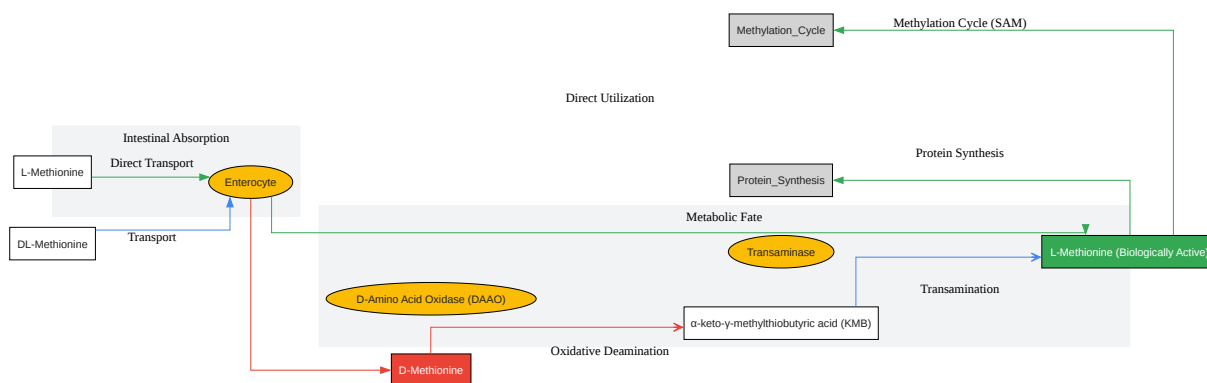 Methylation_Cycle
Methylation Cycle (SAM)
Direct Utilization
Intestinal Absorption
L-Methionine
Direct Transport
Enterocyte
Protein Synthesis
Protein_Synthesis
DL-Methionine
Transport
Metabolic Fate
Transaminase
L-Methionine (Biologically Active)
D-Amino Acid Oxidase (DAAO)
Transamination
α-keto-γ-methylthiobutyric acid (KMB)
Oxidative Deamination
D-Methionine